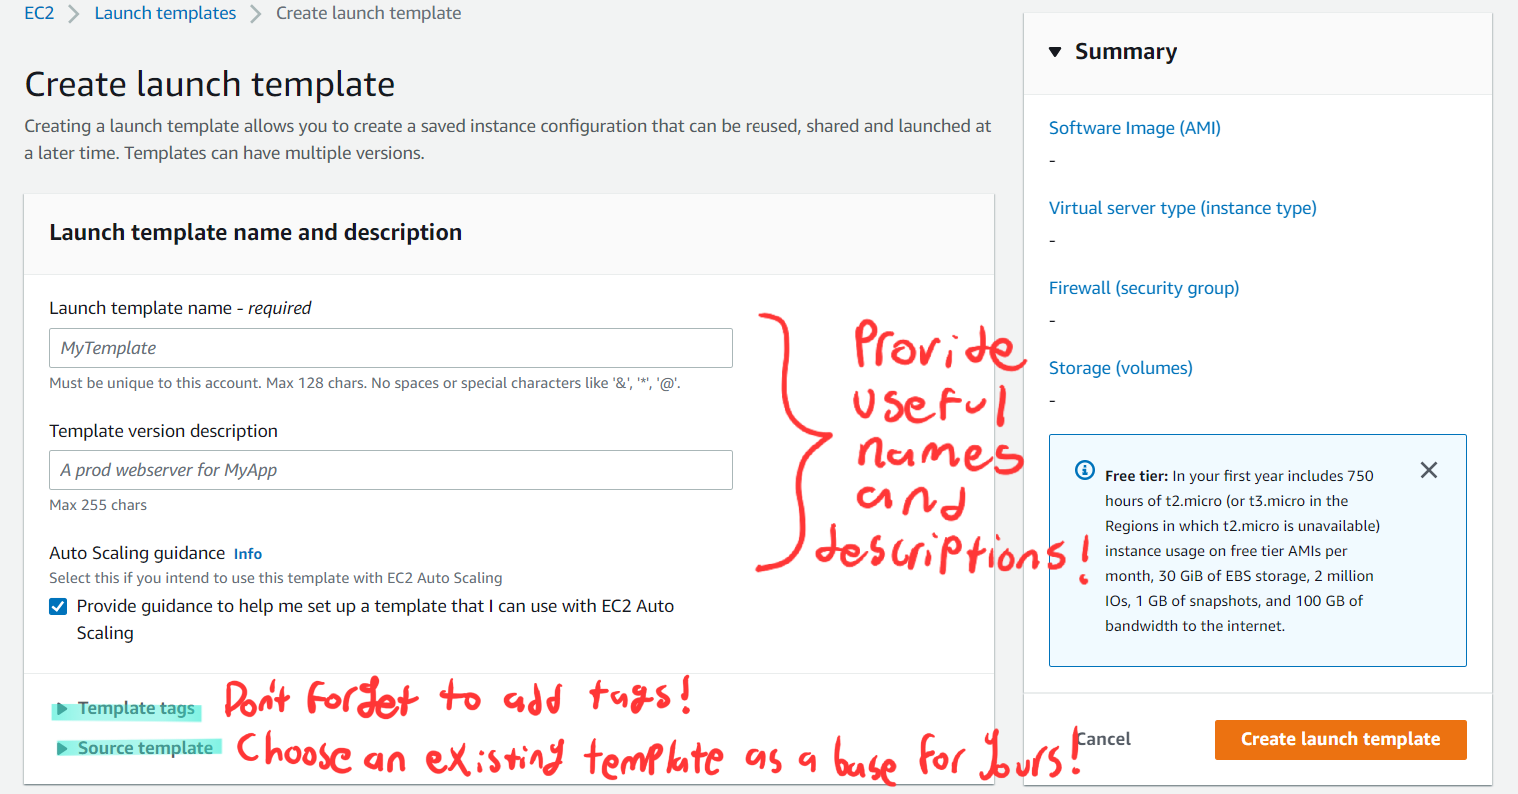 EC2 > Launch templates > Create launch template
Create launch template
Creating a launch template allows you to create a saved instance configuration that can be reused, shared and launched at
a later time. Templates can have multiple versions.
Launch template name and description
Launch template name - required
MyTemplate
Must be unique to this account. Max 128 chars. No spaces or special characters like '&', '*', '@'.
Template version description
A prod webserver for MyApp
Max 255 chars
Auto Scaling guidance Info
Select this if you intend to use this template with EC2 Auto Scaling
Provide guidance to help me set up a template that I can use with EC2 Auto
Scaling
Provide
useful
names
and
descriptions!
Template tags Don't forget to add tags!
Source template Choose an existing template as a base for yours!
Summary
Software Image (AMI)
-
Virtual server type (instance type)
-
Firewall (security group)
-
Storage (volumes)
-
Free tier: In your first year includes 750
hours of t2.micro (or t3.micro in the
Regions in which t2.micro is unavailable)
instance usage on free tier AMIs per
month, 30 GiB of EBS storage, 2 million
IOs, 1 GB of snapshots, and 100 GB of
bandwidth to the internet.
Cancel
Create launch template